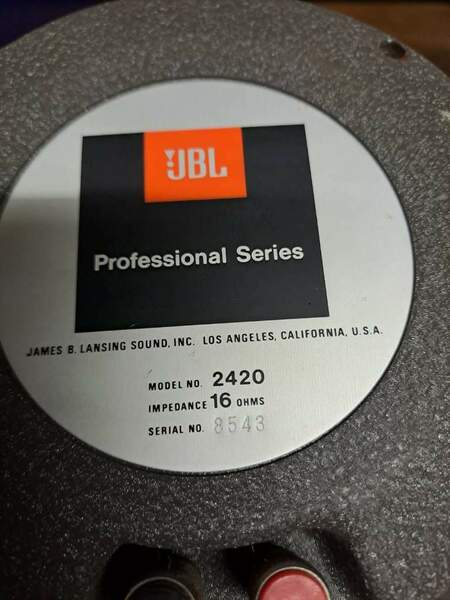 JBL
Professional Series
JAMES B. LANSING SOUND, INC. LOS ANGELES, CALIFORNIA, U.S.A.
MODEL NO. 2420
IMPEDANCE 16 OHMS
SERIAL NO. 8543